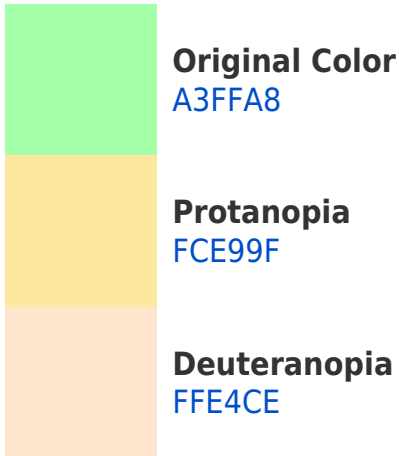 Original Color
A3FFA8
Protanopia
FCE99F
Deuteranopia
FFE4CE